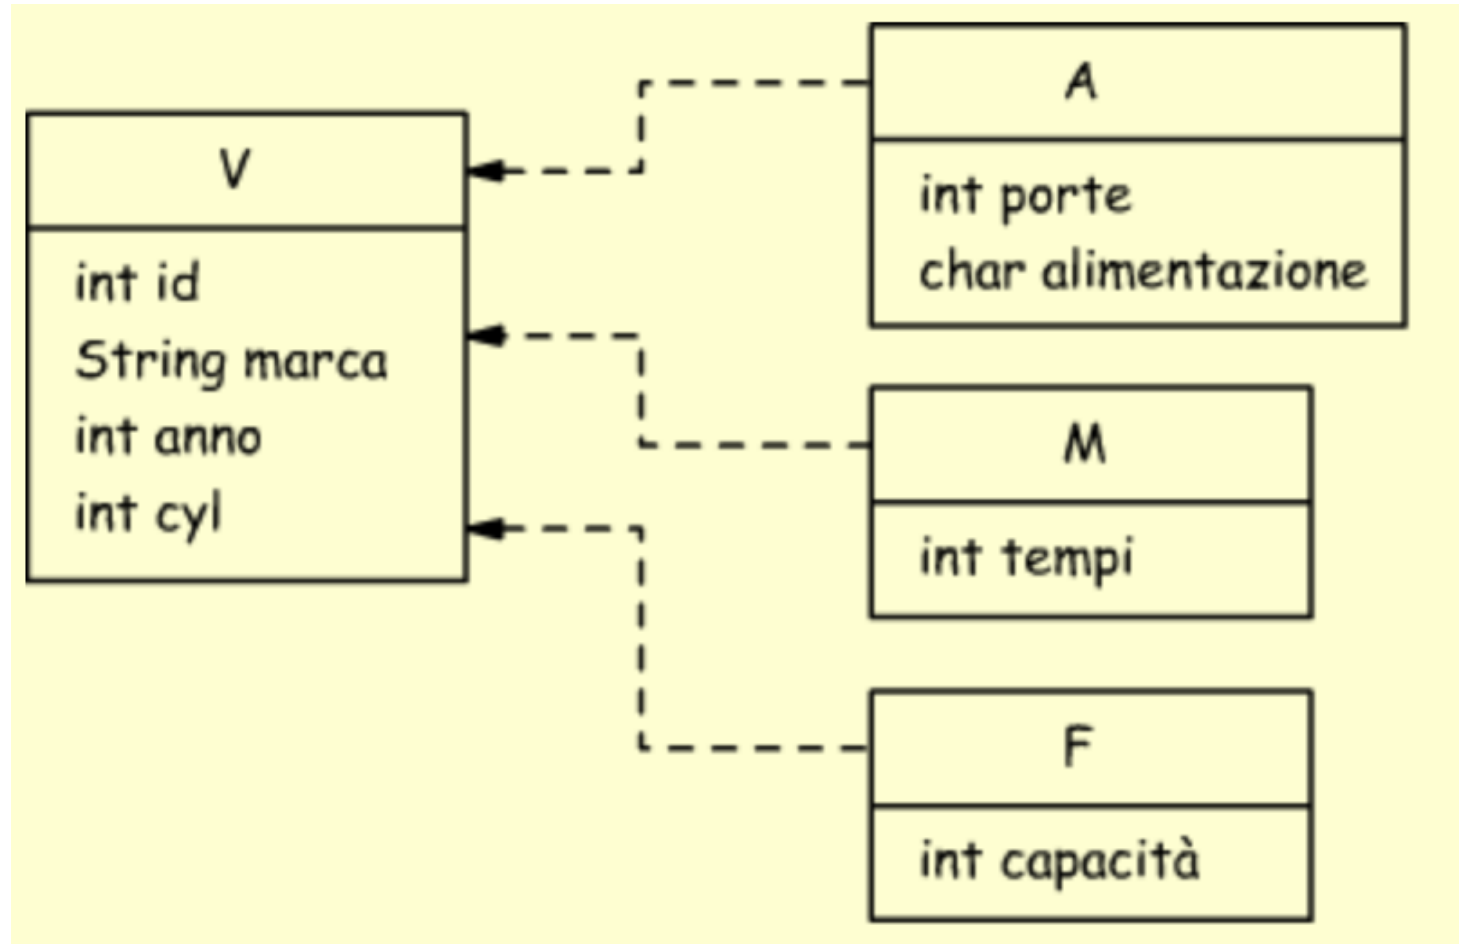 V
int id
String marca
int anno
int cyl
A
int porte
char alimentazione
M
int tempi
F
int capacità